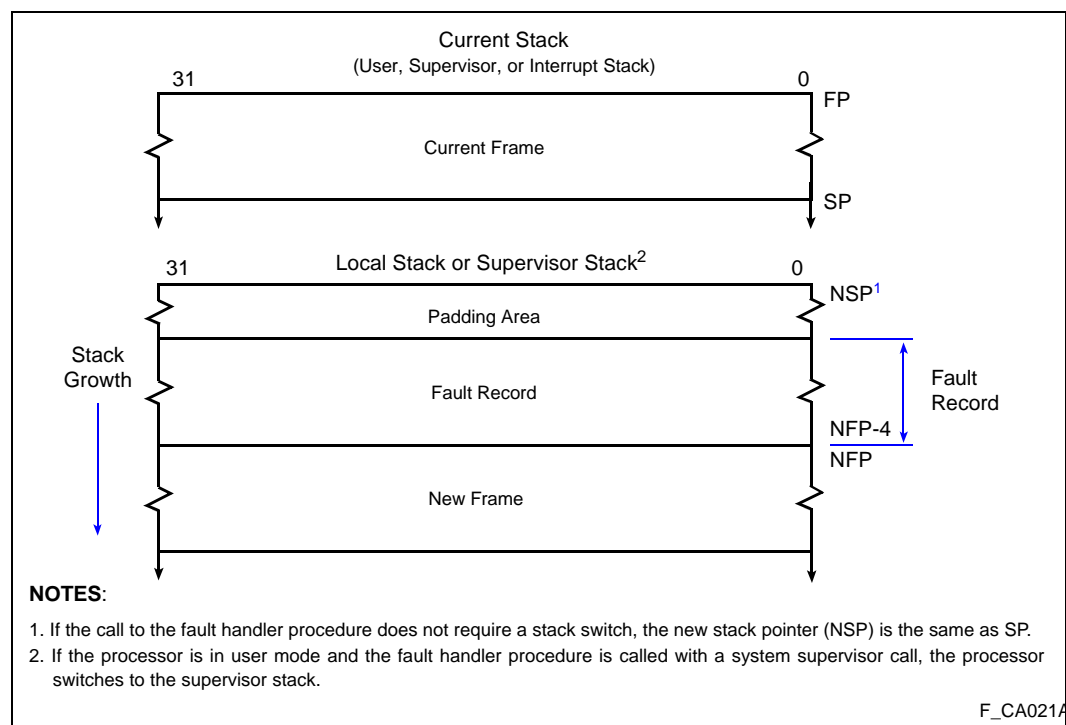 Current Stack
(User, Supervisor, or Interrupt Stack)
31 0
FP
Current Frame
SP
Local Stack or Supervisor Stack2
31 0
NSP1
Padding Area
Stack
Growth
Fault Record
Fault
Record
NFP-4
NFP
New Frame
NOTES:
1. If the call to the fault handler procedure does not require a stack switch, the new stack pointer (NSP) is the same as SP.
2. If the processor is in user mode and the fault handler procedure is called with a system supervisor call, the processor
switches to the supervisor stack.
F_CA021A